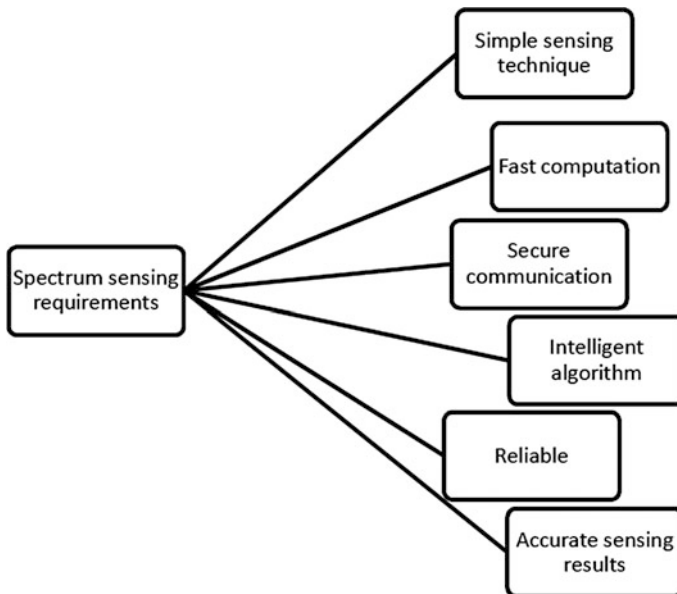 Simple sensing
technique
Fast computation
Secure
communication
Spectrum sensing
requirements
Intelligent
algorithm
Reliable
Accurate sensing
results